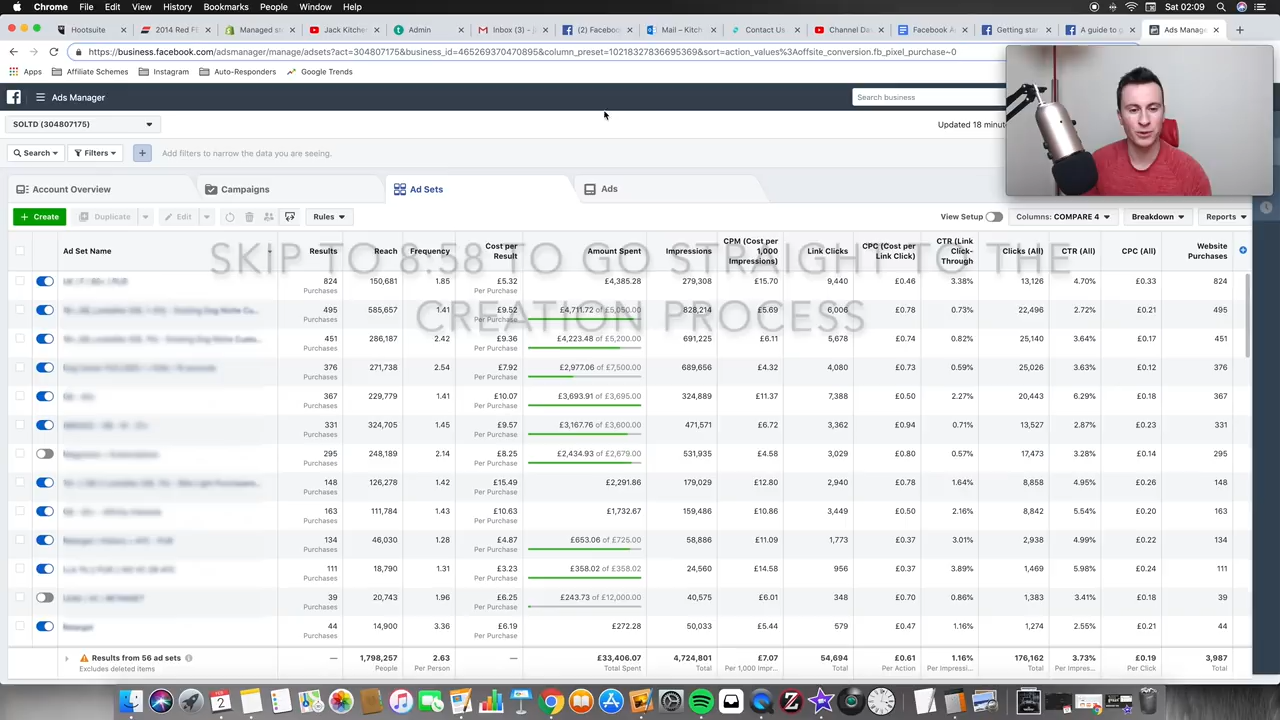 Chrome File Edit View History Bookmarks People Window Help Sat 02:09
Hootsuite 2014 Red F Managed s Jack Kitchen Admin Inbox (3) - j (2) Facebo Mail – Kitch Contact Us Channel Das Facebook A Getting star A guide to g Ads Manag
https://business.facebook.com/adsmanager/manage/adsets?act=304807175&business_id=465269370470895&column_preset=10218327836695369&sort=action_values%3Aoffsite_conversion.fb_pixel_purchase~0
Apps Affiliate Schemes Instagram Auto-Responders Google Trends
Ads Manager Search business
SOLTD (304807175) Updated 18 minut
Search Filters Add filters to narrow the data you are seeing.
Account Overview Campaigns Ad Sets Ads
Create Duplicate Edit Rules View Setup Columns: COMPARE 4 Breakdown Reports
Ad Set Name Results Reach Frequency Cost per Result Amount Spent Impressions CPM (Cost per 1,000 Impressions) Link Clicks CPC (Cost per Link Click) CTR (Link Click-Through Clicks (All) CTR (All) CPC (All) Website Purchases
SKIP TO 6.58 TO GO STRAIGHT TO THE
CREATION PROCESS
824 150,681 1.85 £5.32 £4,385.28 279,308 £15.70 9,440 £0.46 3.38% 13,126 4.70% £0.33 824
Purchases Per Purchase
495 585,657 1.41 £9.52 £4,711.72 of £5,050.00 828,214 £5.69 6,006 £0.78 0.73% 22,496 2.72% £0.21 495
Purchases Per Purchase
451 286,187 2.42 £9.36 £4,223.48 of £5,200.00 691,225 £6.11 5,678 £0.74 0.82% 25,140 3.64% £0.17 451
Purchases Per Purchase
376 271,738 2.54 £7.92 £2,977.06 of £7,500.00 689,656 £4.32 4,080 £0.73 0.59% 25,026 3.63% £0.12 376
Purchases Per Purchase
367 229,779 1.41 £10.07 £3,693.91 of £3,695.00 324,889 £11.37 7,388 £0.50 2.27% 20,443 6.29% £0.18 367
Purchases Per Purchase
331 324,705 1.45 £9.57 £3,167.76 of £3,600.00 471,571 £6.72 3,362 £0.94 0.71% 13,527 2.87% £0.23 331
Purchases Per Purchase
295 248,189 2.14 £8.25 £2,434.93 of £2,679.00 531,935 £4.58 3,029 £0.80 0.57% 17,473 3.28% £0.14 295
Purchases Per Purchase
148 126,278 1.42 £15.49 £2,291.86 179,029 £12.80 2,942 £0.78 1.64% 8,858 4.95% £0.26 148
Purchases Per Purchase
163 111,784 1.43 £10.63 £1,732.67 159,486 £10.86 3,449 £0.50 2.16% 8,842 5.54% £0.20 163
Purchases Per Purchase
134 46,030 1.28 £4.87 £653.06 of £725.00 58,886 £11.09 1,773 £0.37 3.01% 2,938 4.99% £0.22 134
Purchases Per Purchase
111 18,790 1.31 £3.23 £358.02 of £358.02 24,560 £14.58 956 £0.37 3.89% 1,469 5.98% £0.24 111
Purchases Per Purchase
39 20,743 1.96 £6.25 £243.73 of £12,000.00 40,575 £6.01 348 £0.70 0.86% 1,383 3.41% £0.18 39
Purchases Per Purchase
44 14,900 3.36 £6.19 £272.28 50,033 £5.44 579 £0.47 1.16% 1,274 2.55% £0.21 44
Purchases Per Purchase
Results from 56 ad sets — 1,798,257 2.63 — £33,406.07 4,724,801 £7.07 54,694 £0.61 1.16% 176,162 3.73% £0.19 3,987
Excludes deleted items People Per Person Total Spent Total Per 1,000 Impr... Total Per Action Per Impressi... Total Per Impres... Per Click Total